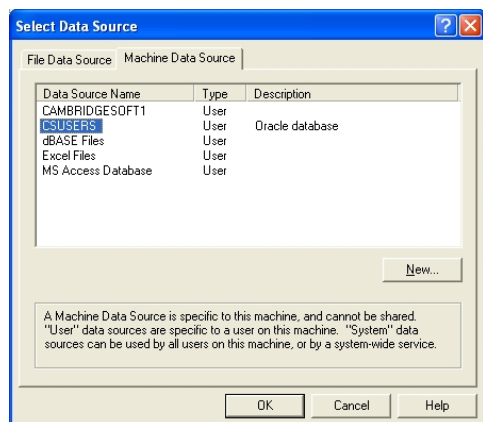 Select Data Source
File Data Source Machine Data Source
Data Source Name Type Description
CAMBRIDGESOFT1 User
CSUSERS User Oracle database
dBASE Files User
Excel Files User
MS Access Database User
New...
A Machine Data Source is specific to this machine, and cannot be shared.
"User" data sources are specific to a user on this machine. "System" data
sources can be used by all users on this machine, or by a system-wide service.
OK Cancel Help